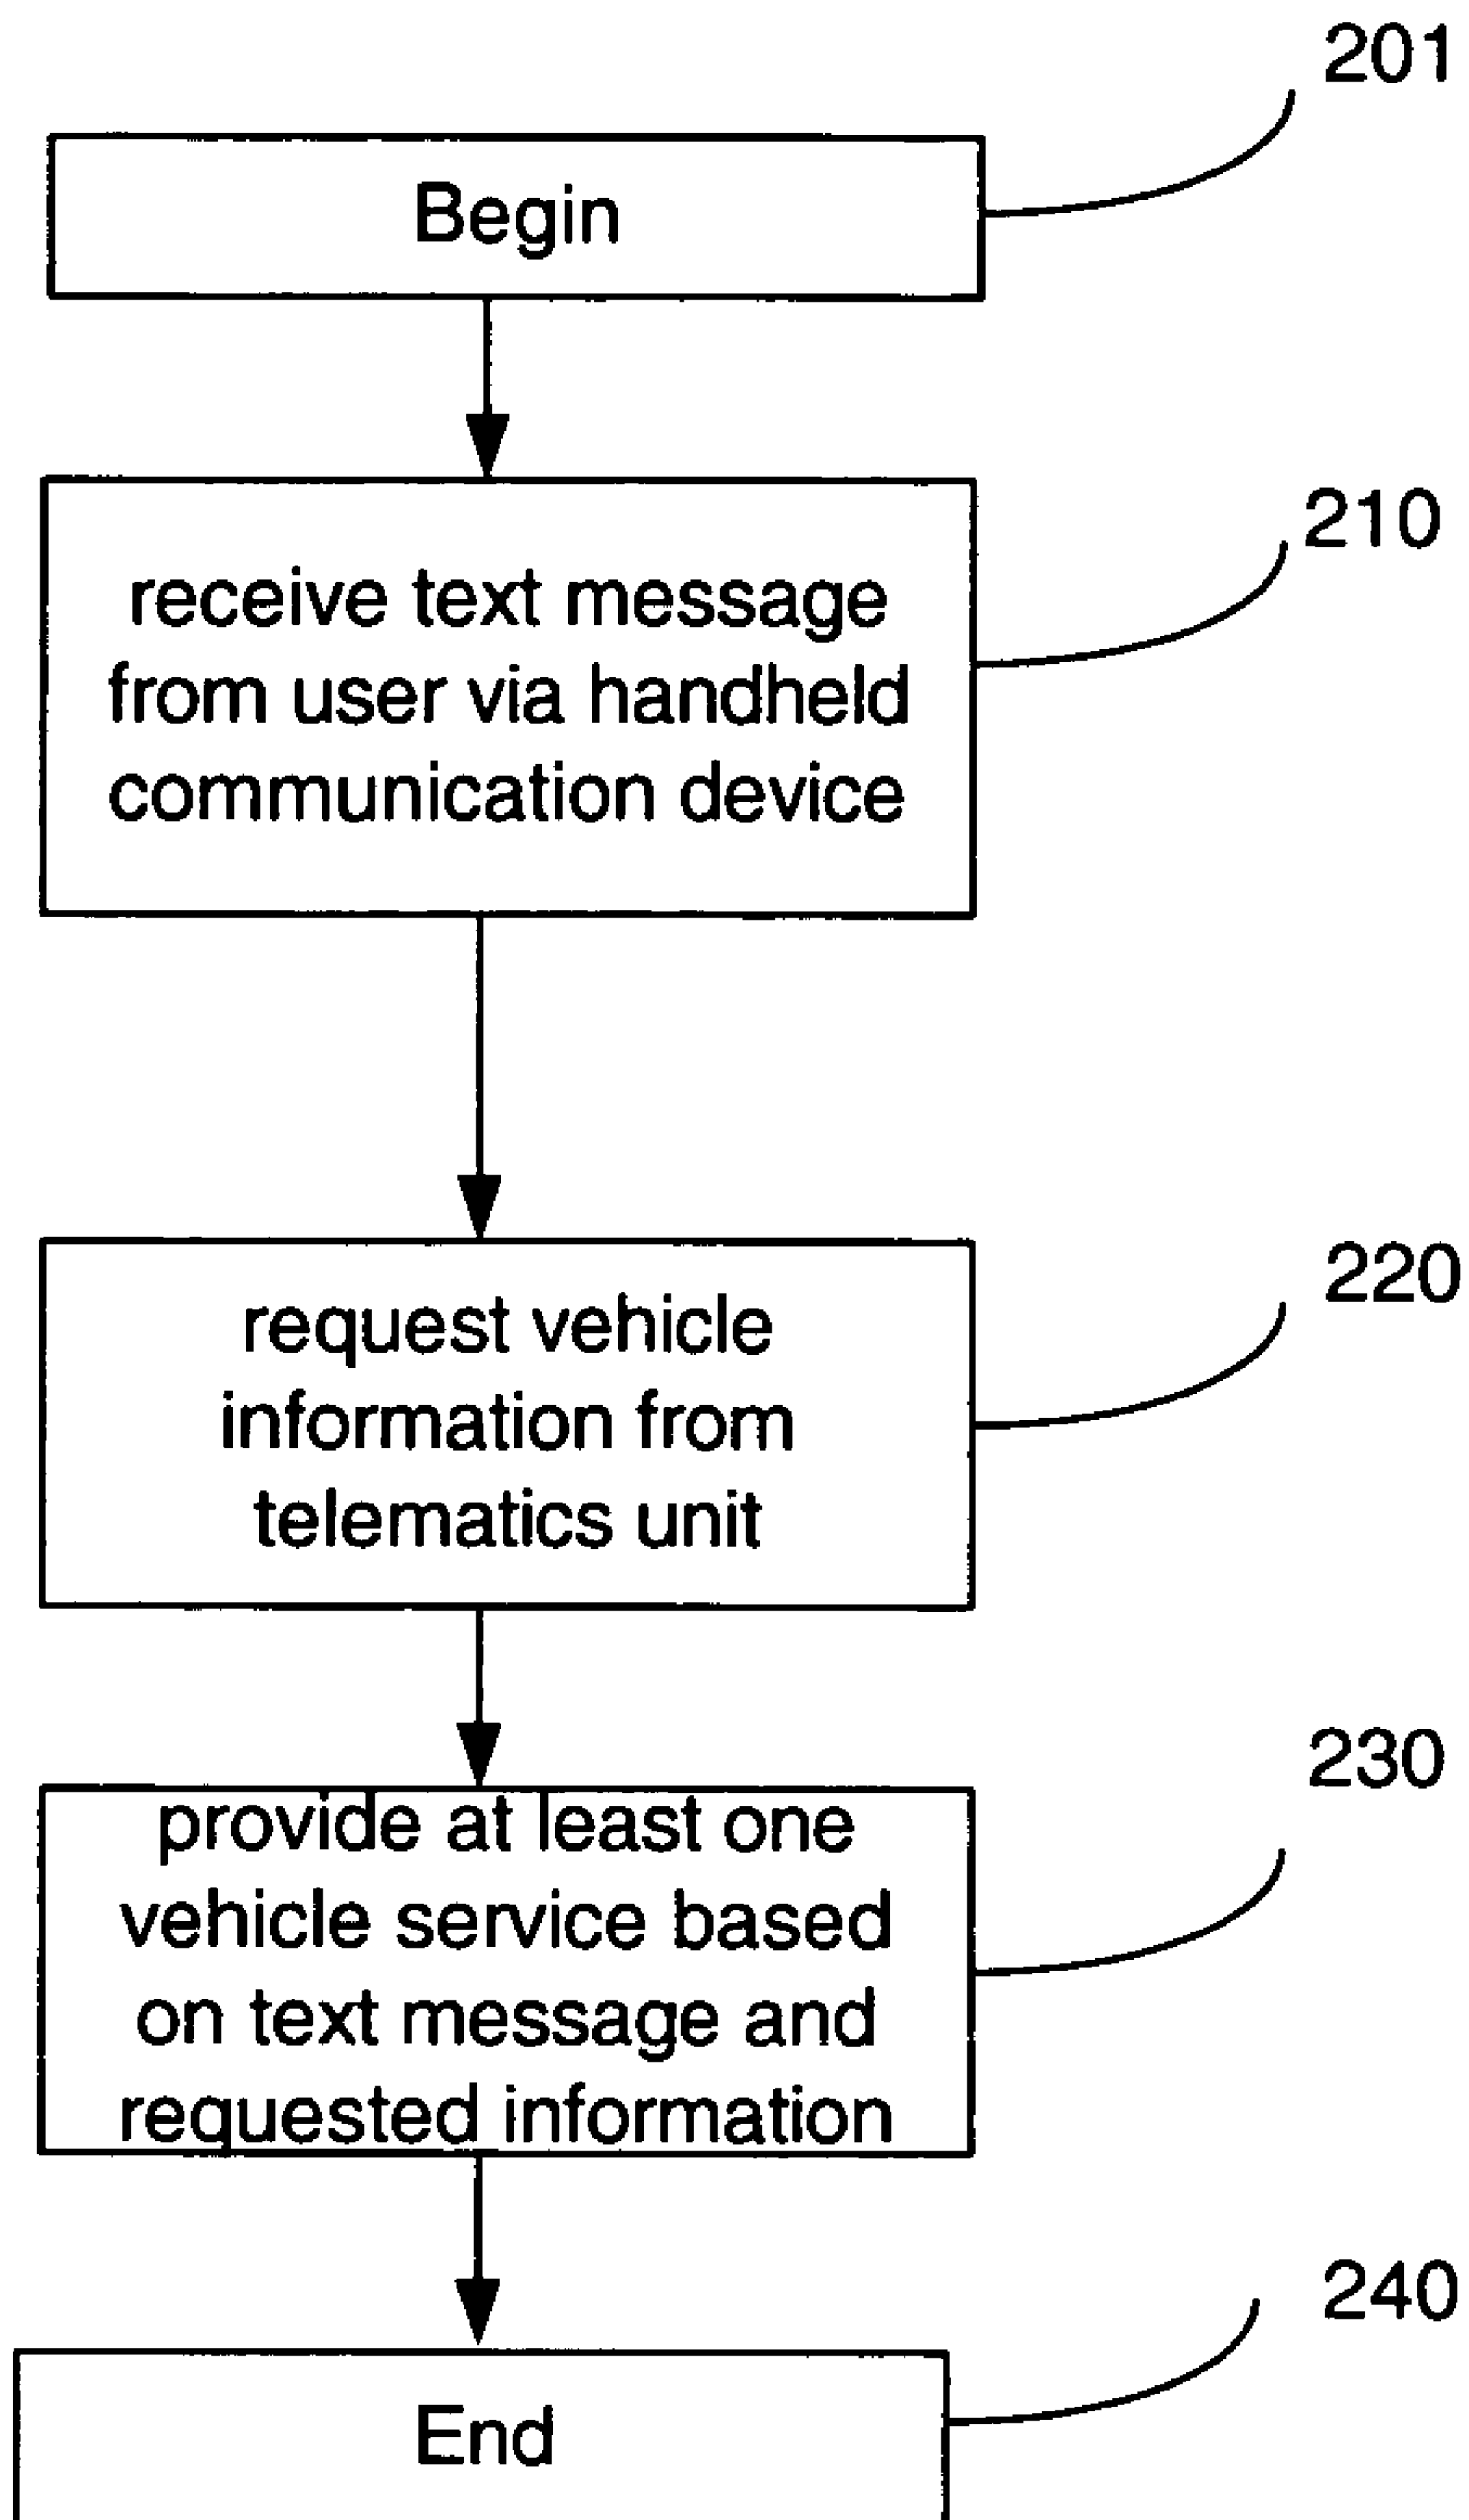 201
Begin
210
receive text message
from user via handheld
communication device
220
request vehicle
information from
telematics unit
230
provide at least one
vehicle service based
on text message and
requested information
240
End